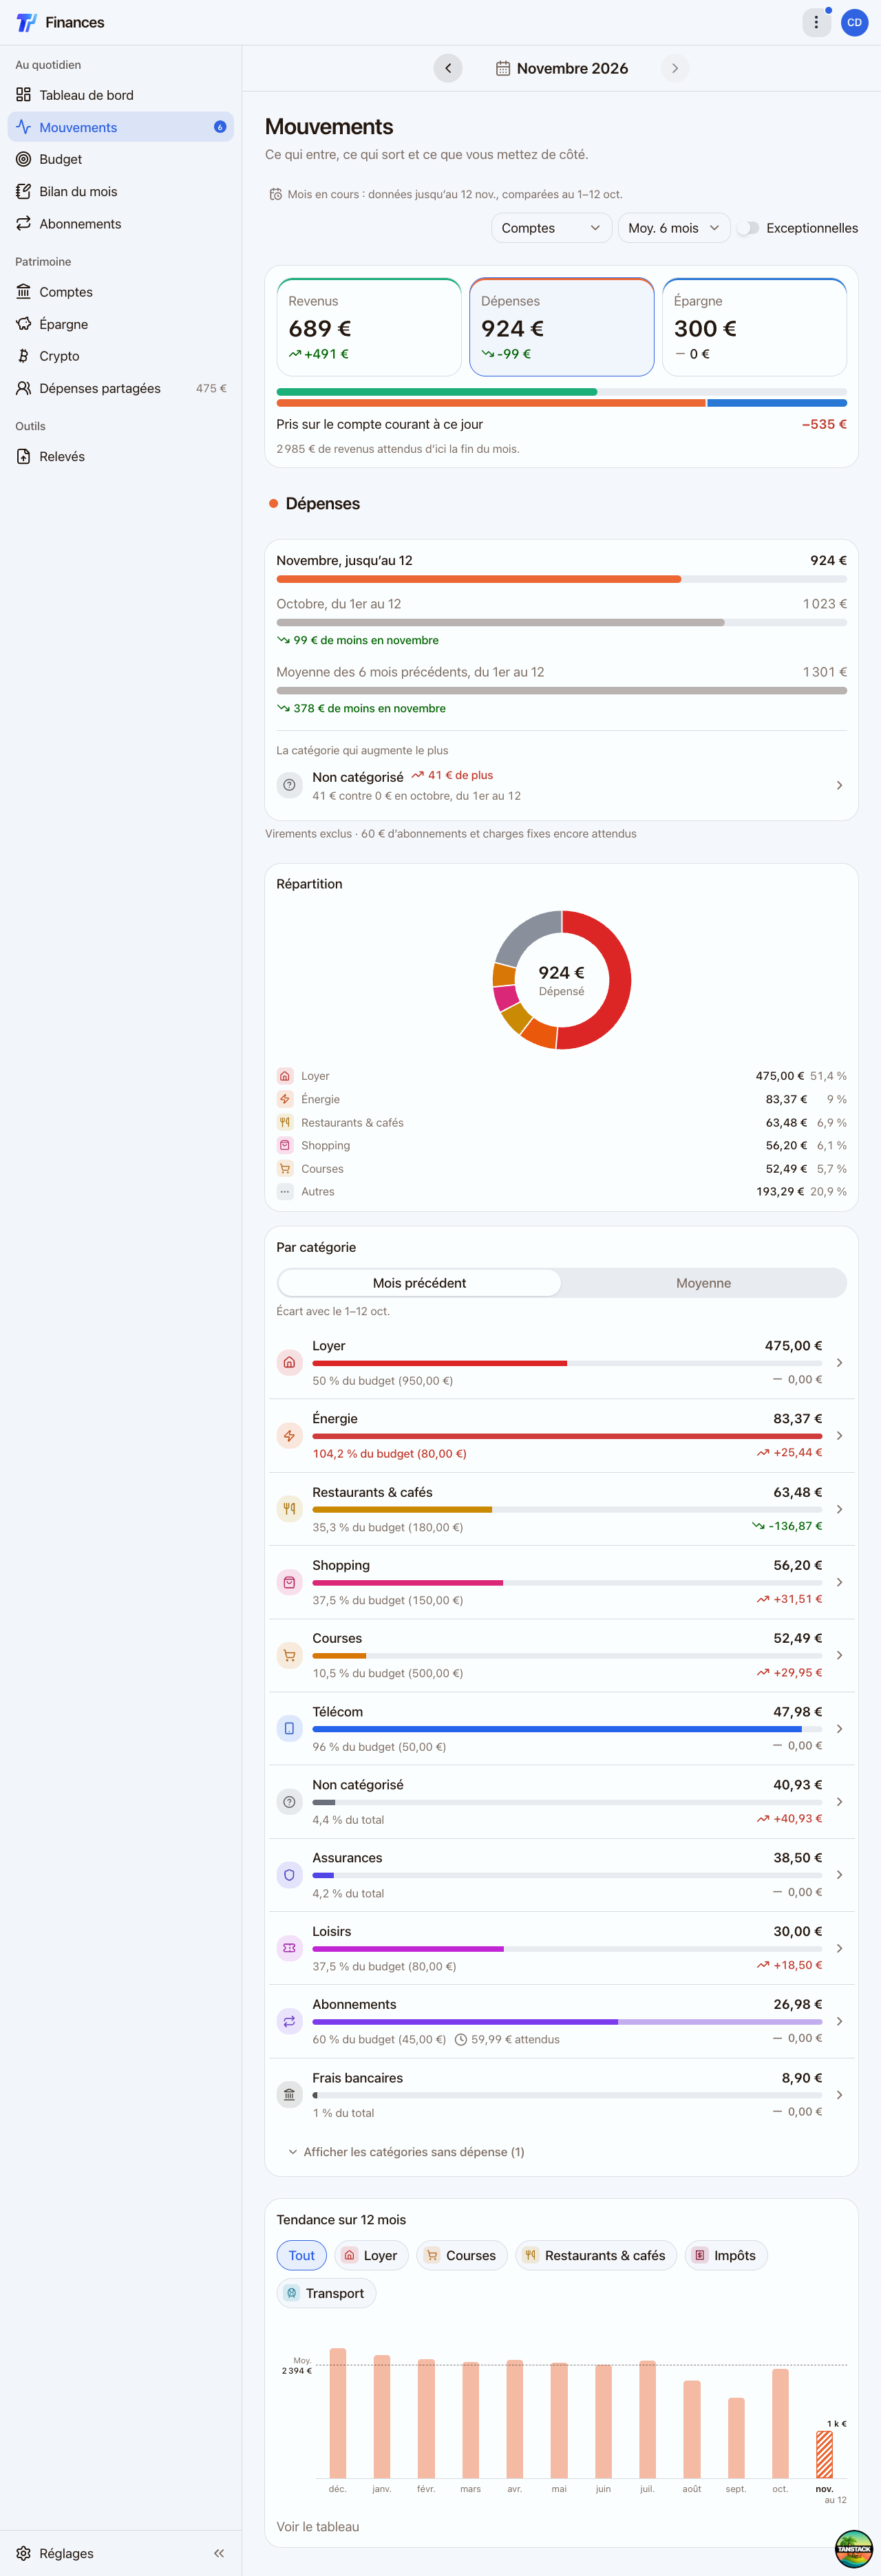 Finances
CD
Au quotidien
Tableau de bord
Mouvements
6
Budget
Bilan du mois
Abonnements
Patrimoine
Comptes
Épargne
Crypto
Dépenses partagées
475 €
Outils
Relevés
Novembre 2026
Mouvements
Ce qui entre, ce qui sort et ce que vous mettez de côté.
Mois en cours : données jusqu’au 12 nov., comparées au 1–12 oct.
Comptes
Moy. 6 mois
Exceptionnelles
Revenus
689 €
+491 €
Dépenses
924 €
-99 €
Épargne
300 €
0 €
Pris sur le compte courant à ce jour
−535 €
2 985 € de revenus attendus d’ici la fin du mois.
Dépenses
Novembre, jusqu’au 12
924 €
Octobre, du 1er au 12
1 023 €
99 € de moins en novembre
Moyenne des 6 mois précédents, du 1er au 12
1 301 €
378 € de moins en novembre
La catégorie qui augmente le plus
Non catégorisé
41 € de plus
41 € contre 0 € en octobre, du 1er au 12
Virements exclus · 60 € d’abonnements et charges fixes encore attendus
Répartition
924 €
Dépensé
Loyer 475,00 € 51,4 %
Énergie 83,37 € 9 %
Restaurants & cafés 63,48 € 6,9 %
Shopping 56,20 € 6,1 %
Courses 52,49 € 5,7 %
Autres 193,29 € 20,9 %
Par catégorie
Mois précédent
Moyenne
Écart avec le 1–12 oct.
Loyer 475,00 €
50 % du budget (950,00 €) 0,00 €
Énergie 83,37 €
104,2 % du budget (80,00 €) +25,44 €
Restaurants & cafés 63,48 €
35,3 % du budget (180,00 €) -136,87 €
Shopping 56,20 €
37,5 % du budget (150,00 €) +31,51 €
Courses 52,49 €
10,5 % du budget (500,00 €) +29,95 €
Télécom 47,98 €
96 % du budget (50,00 €) 0,00 €
Non catégorisé 40,93 €
4,4 % du total +40,93 €
Assurances 38,50 €
4,2 % du total 0,00 €
Loisirs 30,00 €
37,5 % du budget (80,00 €) +18,50 €
Abonnements 26,98 €
60 % du budget (45,00 €) 59,99 € attendus 0,00 €
Frais bancaires 8,90 €
1 % du total 0,00 €
Afficher les catégories sans dépense (1)
Tendance sur 12 mois
Tout
Loyer
Courses
Restaurants & cafés
Impôts
Transport
Moy.
2 394 €
1 k €
déc. janv. févr. mars avr. mai juin juil. août sept. oct. nov.
au 12
Voir le tableau
Réglages
TANSTACK